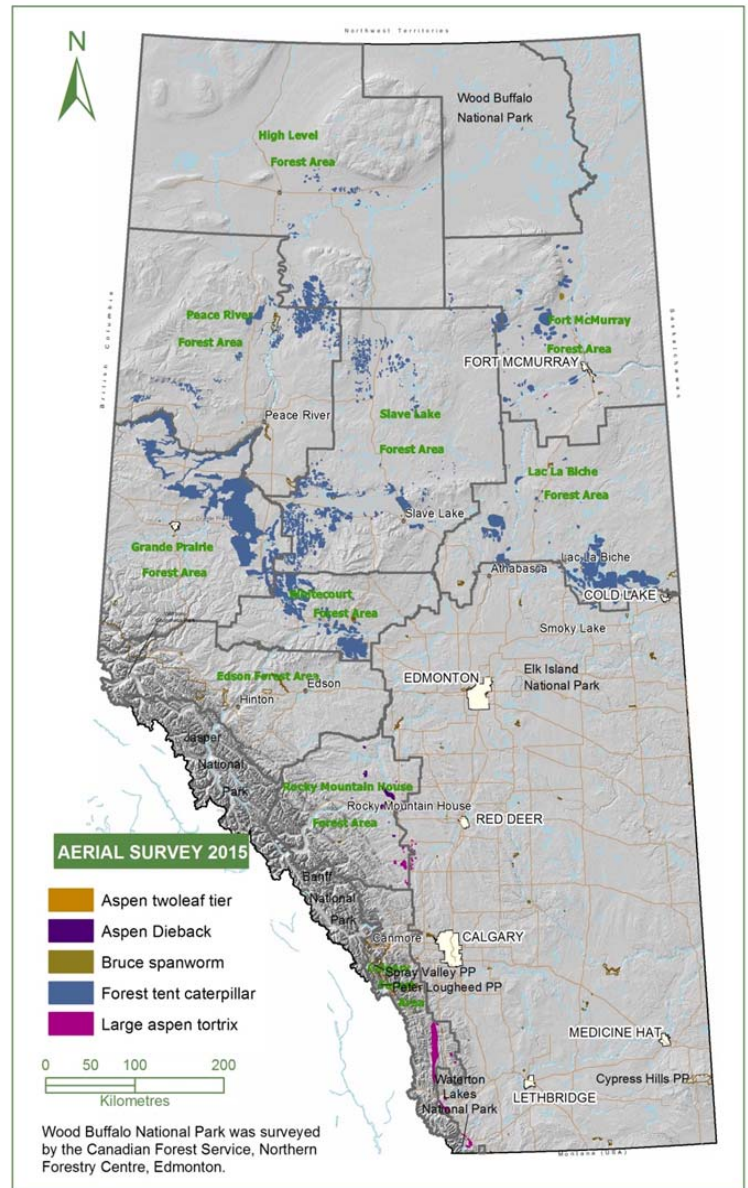 Northwest Territories
N
Wood Buffalo
National Park
High Level
Forest Area
British Columbia
Saskatchewan
Peace River
Forest Area
Fort McMurray
Forest Area
FORT MCMURRAY
Peace River
Slave Lake
Forest Area
Lac La Biche
Forest Area
Slave Lake
Grande Prairie
Forest Area
Lac La Biche
Athabasca
COLD LAKE
Whitecourt
Forest Area
Smoky Lake
Elk Island
National Park
EDMONTON
Edson Forest Area
Edson
Hinton
Jasper
National
Park
Rocky Mountain House
Forest Area
Rocky Mountain House
RED DEER
AERIAL SURVEY 2015
Aspen twoleaf tier
Aspen Dieback
Bruce spanworm
Forest tent caterpillar
Large aspen tortrix
Banff
National
Park
Canmore
CALGARY
Spray Valley PP
Peter Lougheed PP
Area
MEDICINE HAT
Cypress Hills PP
Waterton
Lakes
National Park
LETHBRIDGE
0 50 100 200
Kilometres
Montana (USA)
Wood Buffalo National Park was surveyed
by the Canadian Forest Service, Northern
Forestry Centre, Edmonton.